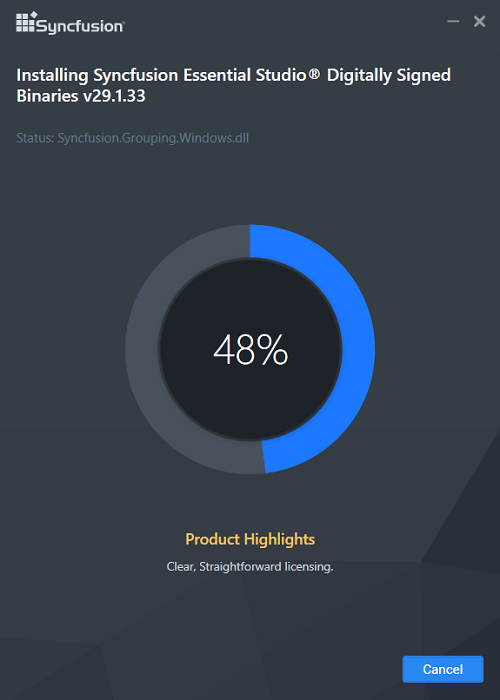 Syncfusion®
Installing Syncfusion Essential Studio® Digitally Signed
Binaries v29.1.33
Status: Syncfusion.Grouping.Windows.dll
48%
Product Highlights
Clear, Straightforward licensing.
Cancel